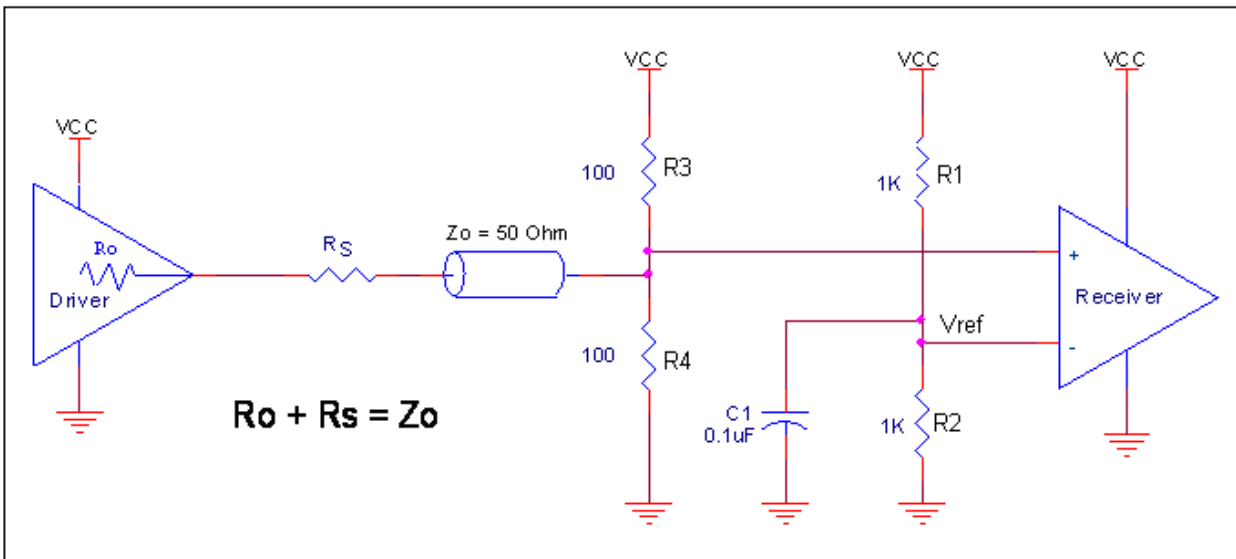 VCC
VCC
VCC
VCC
Ro
Driver
RS
Zo = 50 Ohm
100
R3
1K
R1
+
Receiver
-
Vref
100
R4
C1
0.1uF
1K
R2
Ro + Rs = Zo